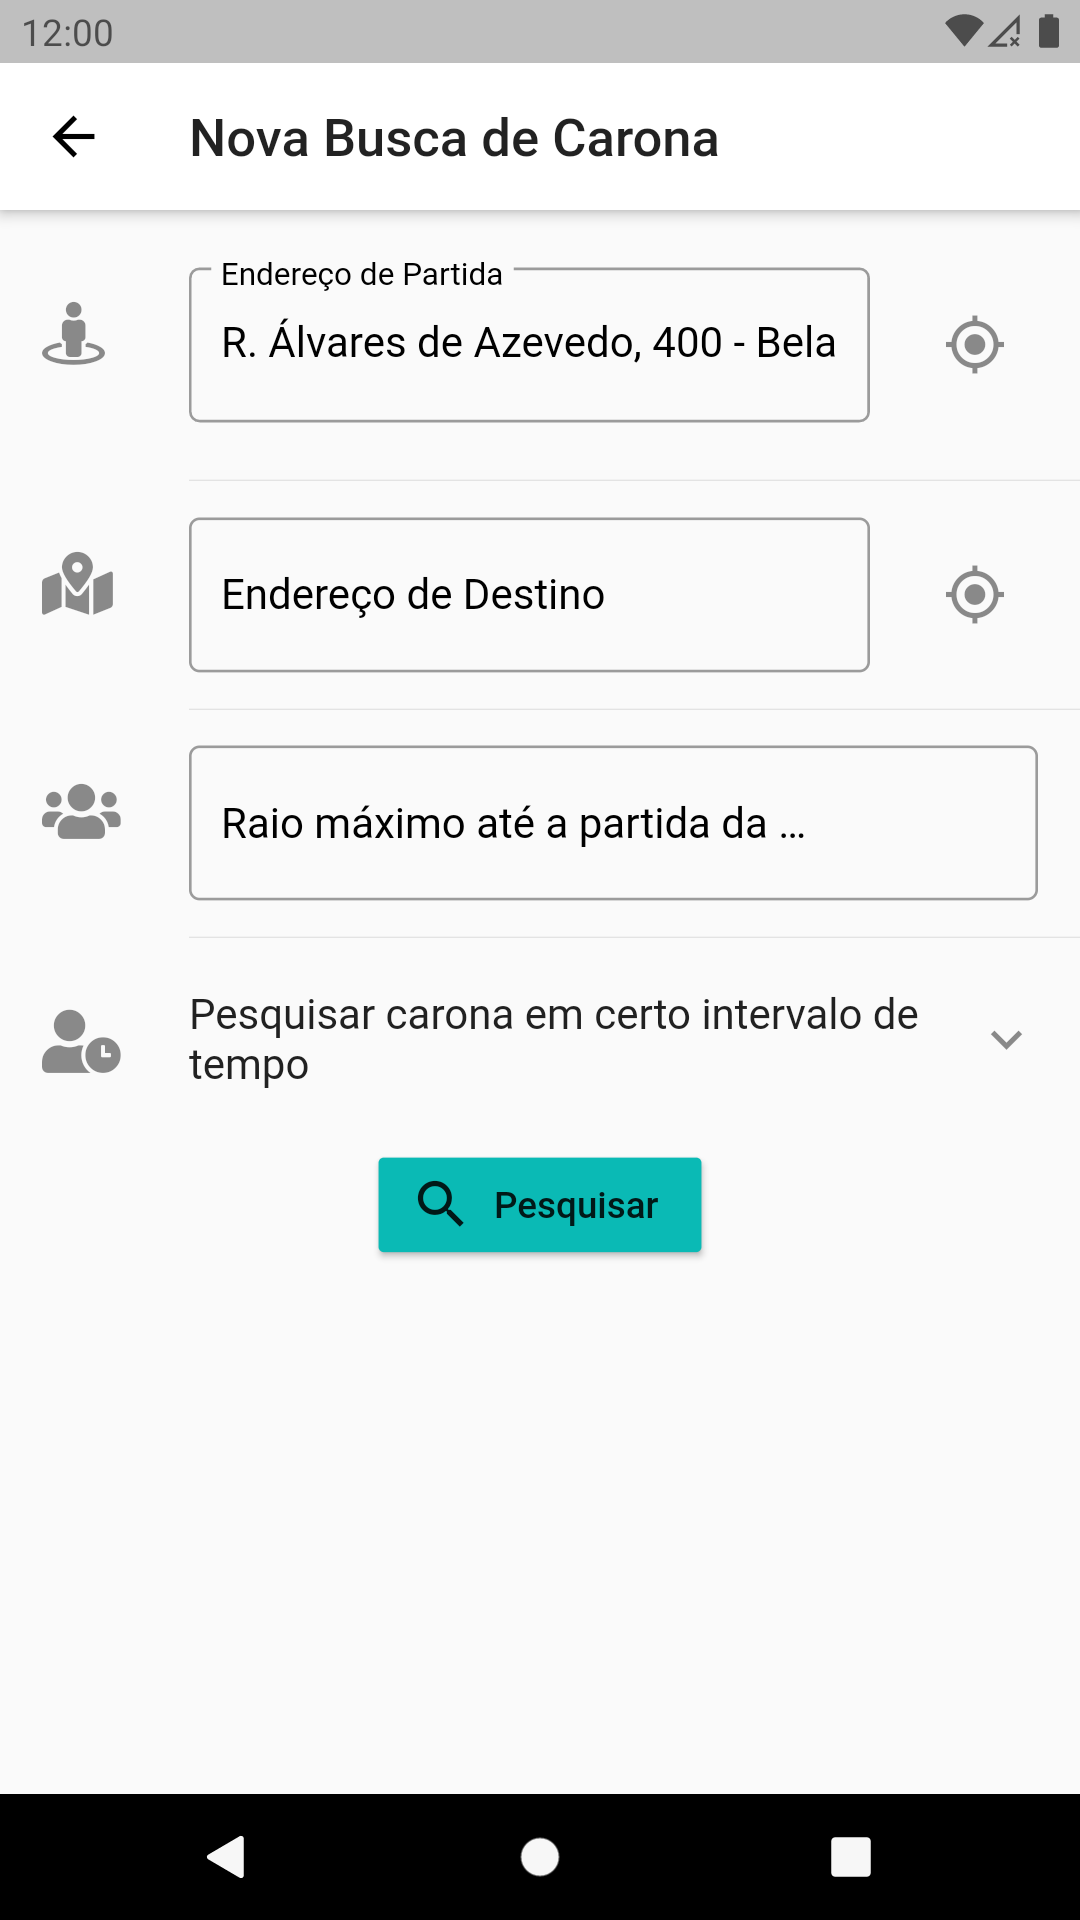 12:00
Nova Busca de Carona
Endereço de Partida
R. Álvares de Azevedo, 400 - Bela
Endereço de Destino
Raio máximo até a partida da ...
Pesquisar carona em certo intervalo de
tempo
Pesquisar